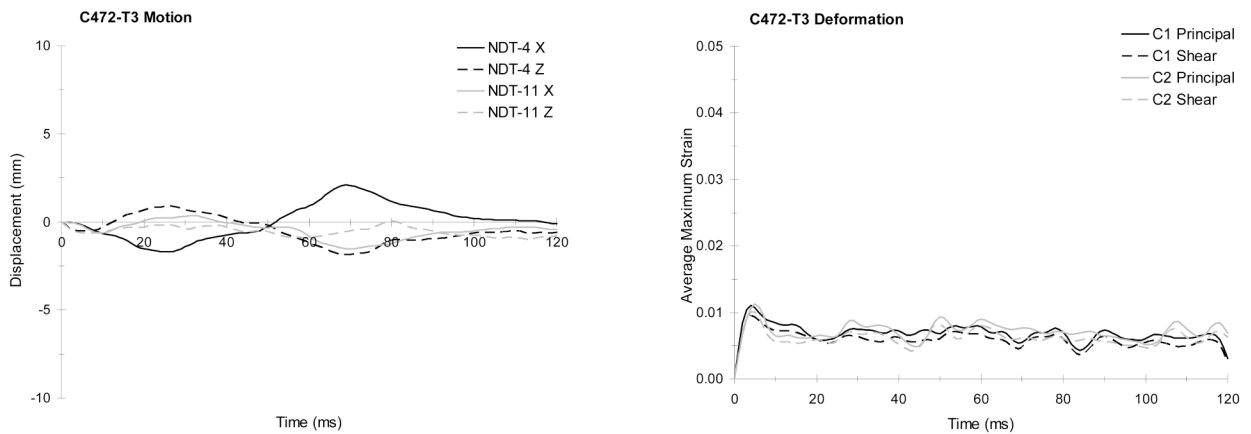 C472-T3 Motion
10
5
0
-5
-10
0
20
40
60
80
100
120
Displacement (mm)
Time (ms)
NDT-4 X
NDT-4 Z
NDT-11 X
NDT-11 Z
C472-T3 Deformation
0.05
0.04
0.03
0.02
0.01
0.00
0
20
40
60
80
100
120
Average Maximum Strain
Time (ms)
C1 Principal
C1 Shear
C2 Principal
C2 Shear